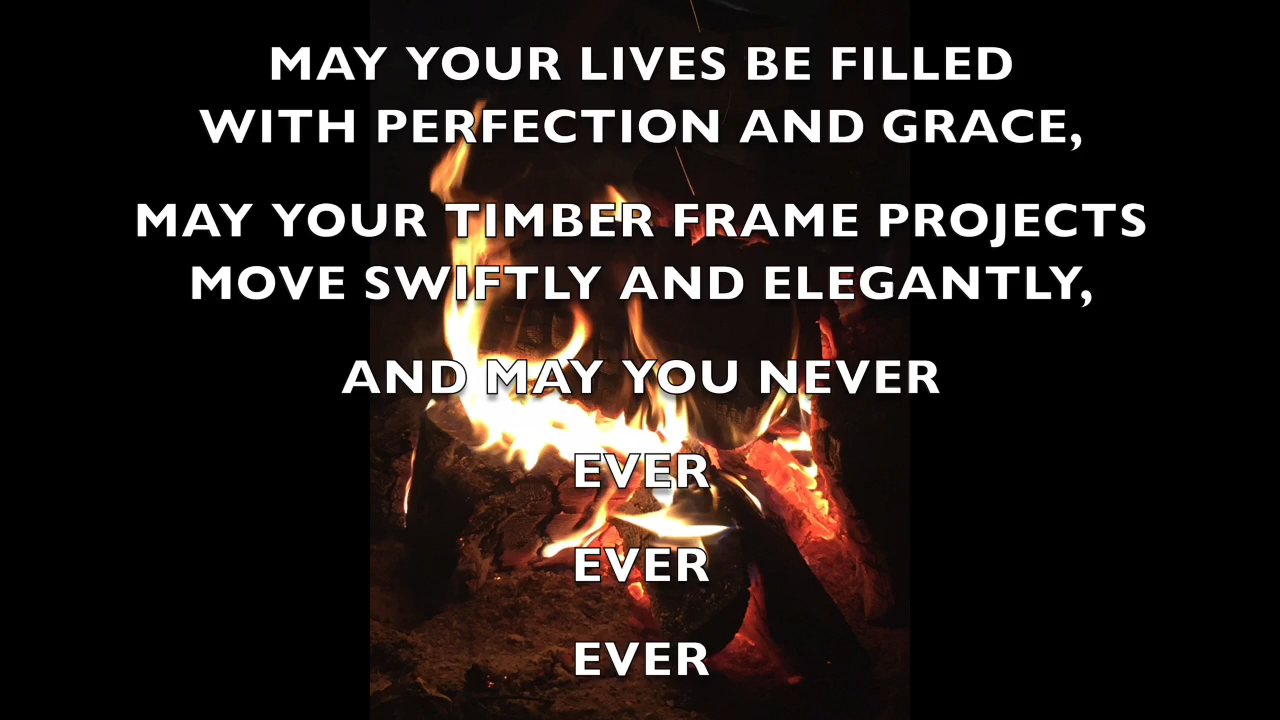 MAY YOUR LIVES BE FILLED
WITH PERFECTION AND GRACE,
MAY YOUR TIMBER FRAME PROJECTS
MOVE SWIFTLY AND ELEGANTLY,
AND MAY YOU NEVER
EVER
EVER
EVER